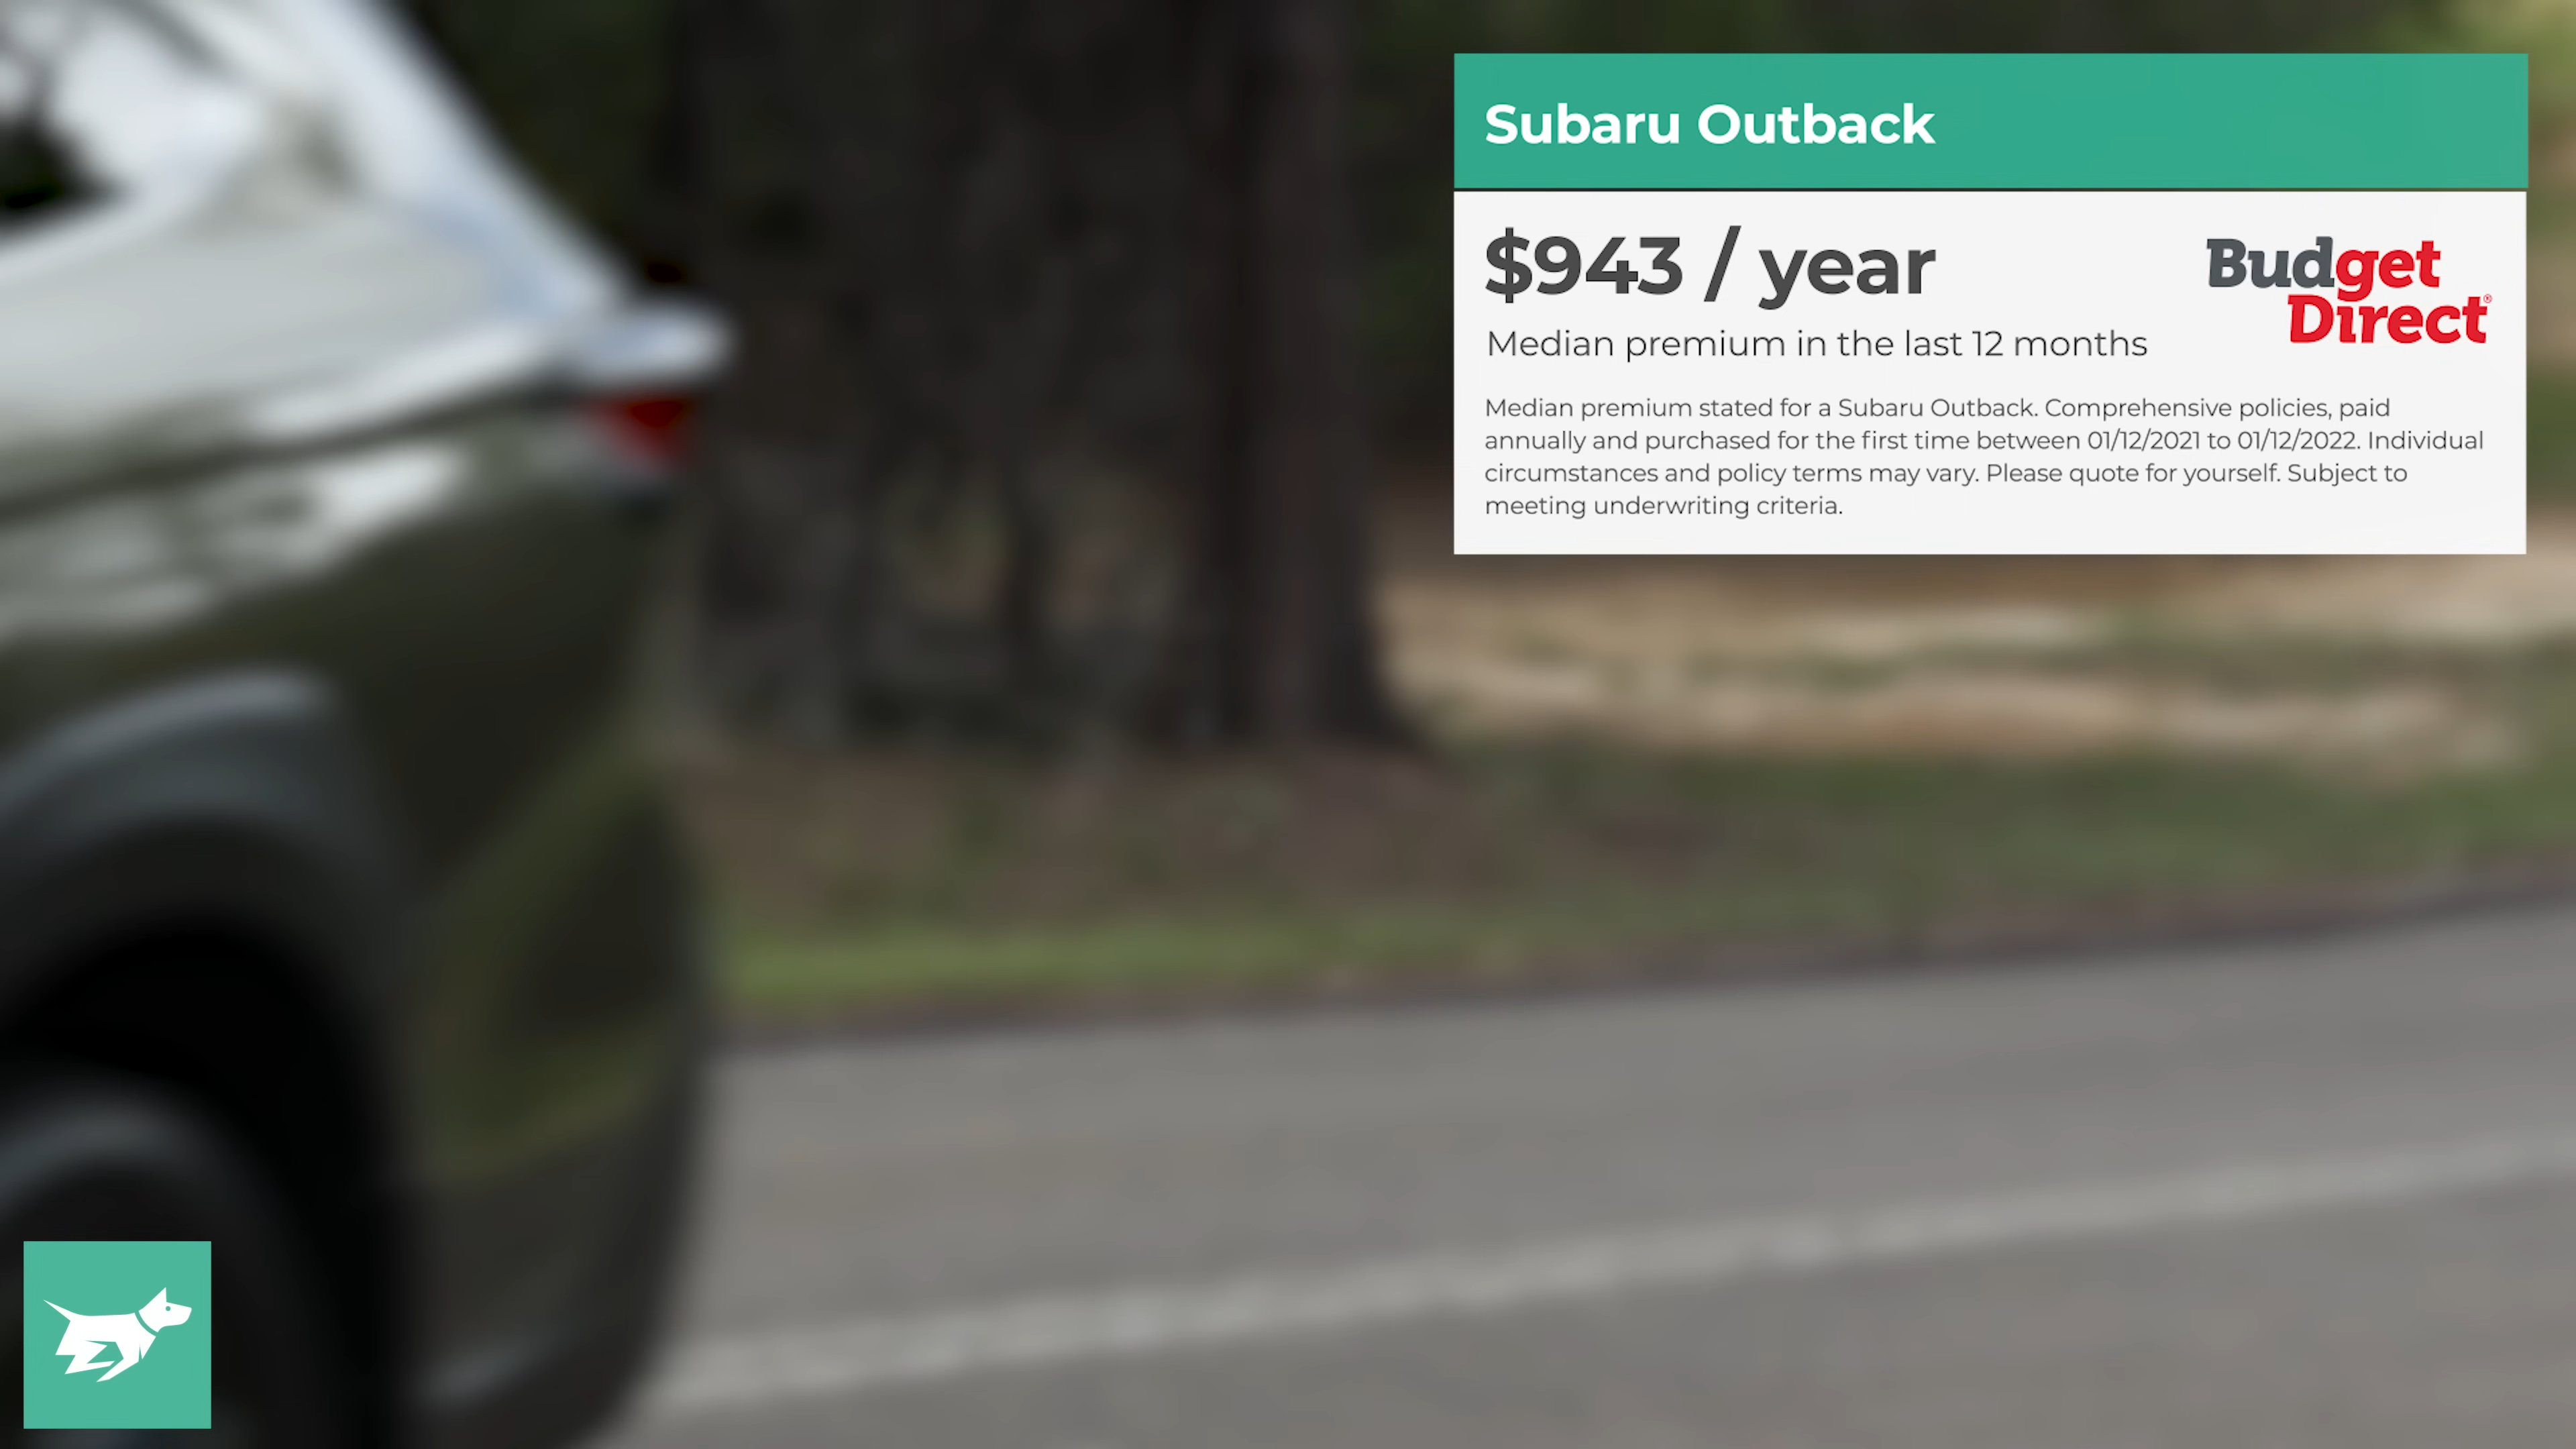 Subaru Outback
$943 / year
Budget
Direct®
Median premium in the last 12 months
Median premium stated for a Subaru Outback. Comprehensive policies, paid
annually and purchased for the first time between 01/12/2021 to 01/12/2022. Individual
circumstances and policy terms may vary. Please quote for yourself. Subject to
meeting underwriting criteria.